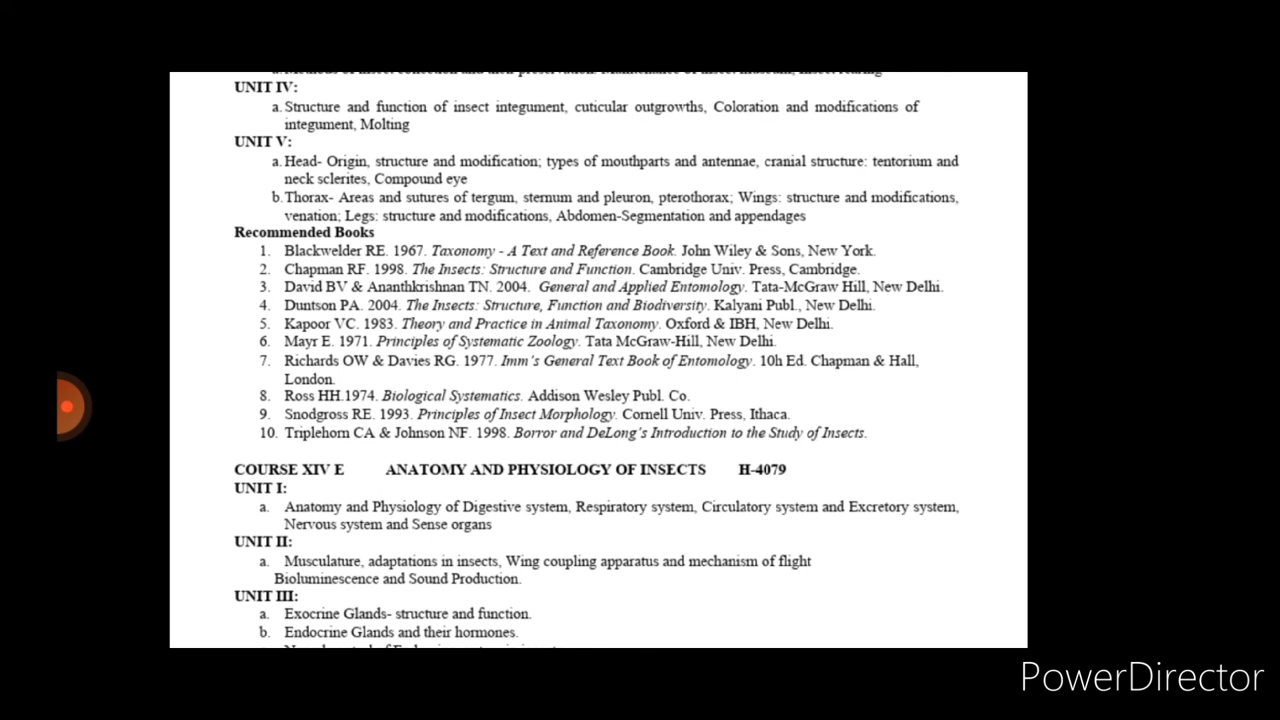 UNIT IV:
a. Structure and function of insect integument, cuticular outgrowths, Coloration and modifications of
integument, Molting
UNIT V:
a. Head- Origin, structure and modification; types of mouthparts and antennae, cranial structure: tentorium and
neck sclerites, Compound eye
b. Thorax- Areas and sutures of tergum, sternum and pleuron, pterothorax; Wings: structure and modifications,
venation; Legs: structure and modifications, Abdomen-Segmentation and appendages
Recommended Books
1. Blackwelder RE. 1967. Taxonomy - A Text and Reference Book. John Wiley & Sons, New York.
2. Chapman RF. 1998. The Insects: Structure and Function. Cambridge Univ. Press, Cambridge.
3. David BV & Ananthkrishnan TN. 2004. General and Applied Entomology. Tata-McGraw Hill, New Delhi.
4. Duntson PA. 2004. The Insects: Structure, Function and Biodiversity. Kalyani Publ., New Delhi.
5. Kapoor VC. 1983. Theory and Practice in Animal Taxonomy. Oxford & IBH, New Delhi.
6. Mayr E. 1971. Principles of Systematic Zoology. Tata McGraw-Hill, New Delhi.
7. Richards OW & Davies RG. 1977. Imm's General Text Book of Entomology. 10h Ed. Chapman & Hall,
London.
8. Ross HH.1974. Biological Systematics. Addison Wesley Publ. Co.
9. Snodgross RE. 1993. Principles of Insect Morphology. Cornell Univ. Press, Ithaca.
10. Triplehorn CA & Johnson NF. 1998. Borror and DeLong's Introduction to the Study of Insects.
COURSE XIV E ANATOMY AND PHYSIOLOGY OF INSECTS H-4079
UNIT I:
a. Anatomy and Physiology of Digestive system, Respiratory system, Circulatory system and Excretory system,
Nervous system and Sense organs
UNIT II:
a. Musculature, adaptations in insects, Wing coupling apparatus and mechanism of flight
Bioluminescence and Sound Production.
UNIT III:
a. Exocrine Glands- structure and function.
b. Endocrine Glands and their hormones.
PowerDirector